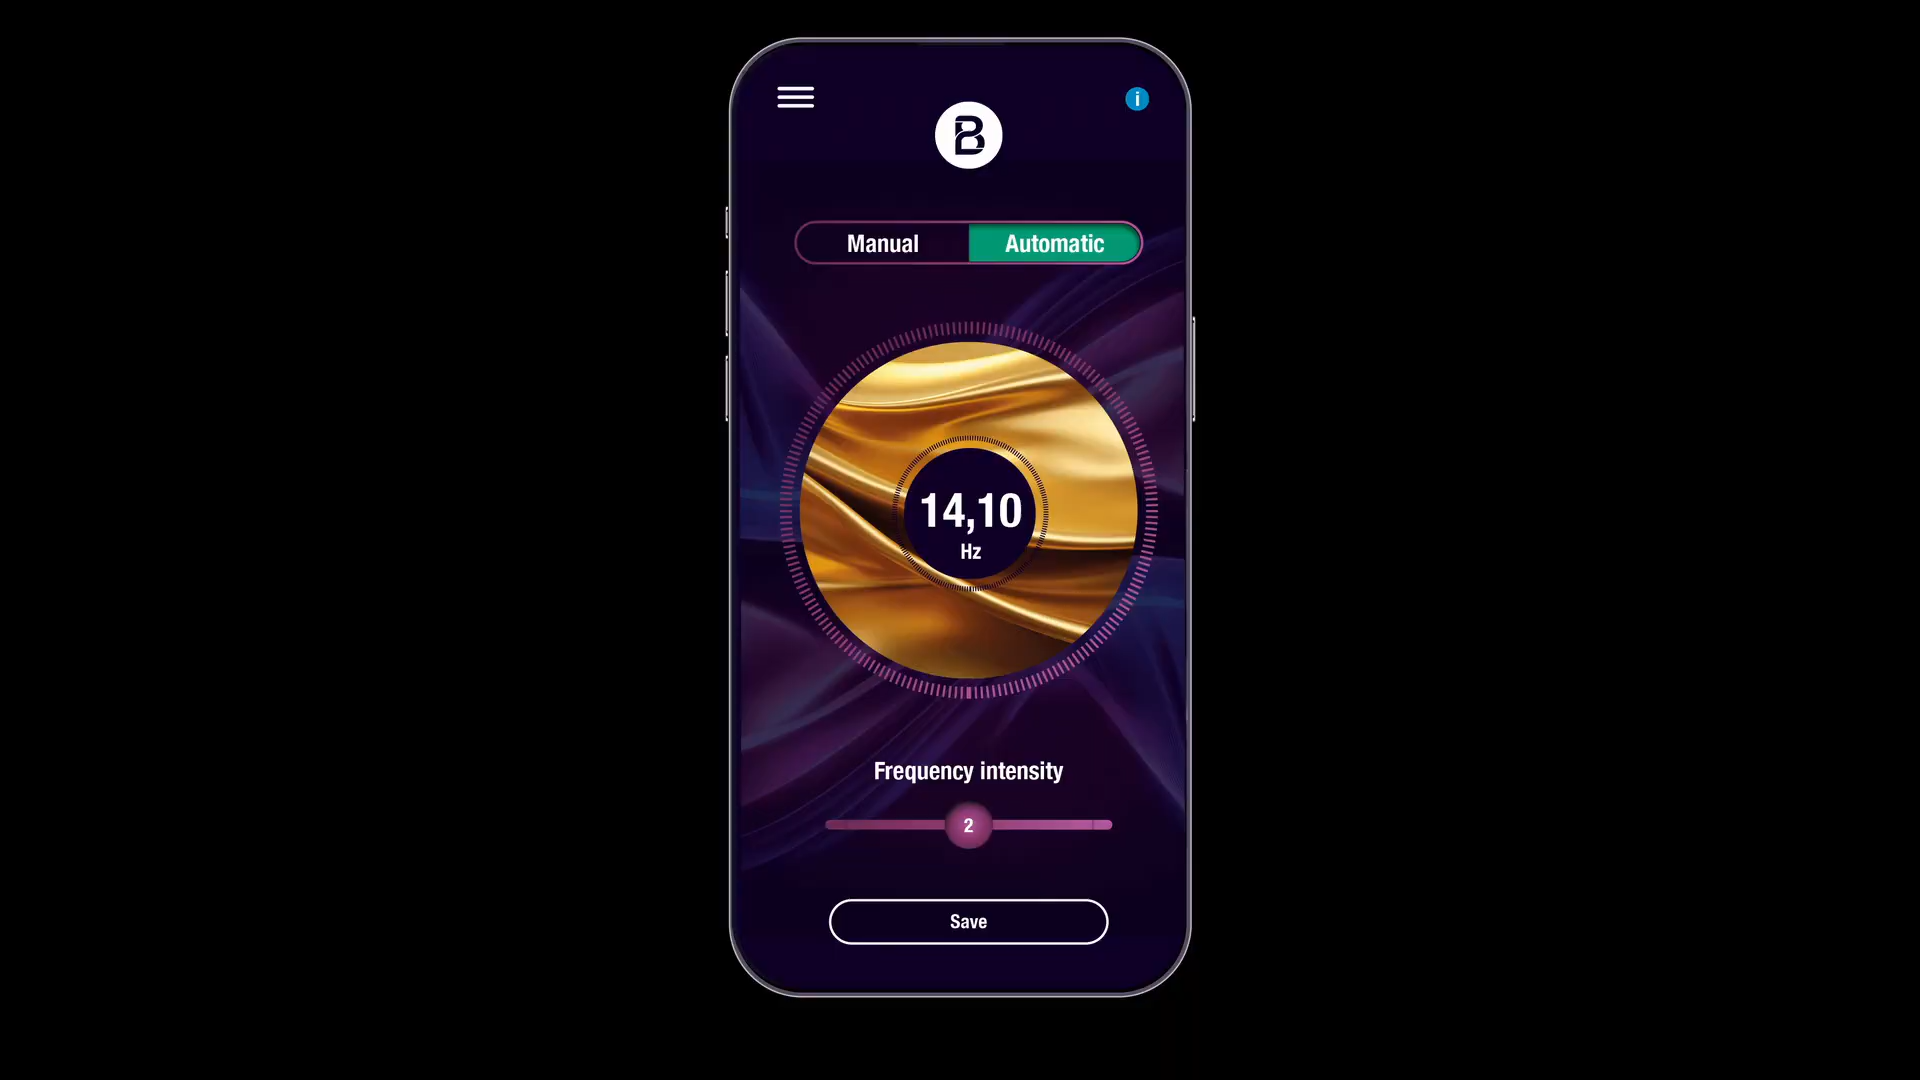 i
B
Manual Automatic
14,10
Hz
Frequency intensity
2
Save